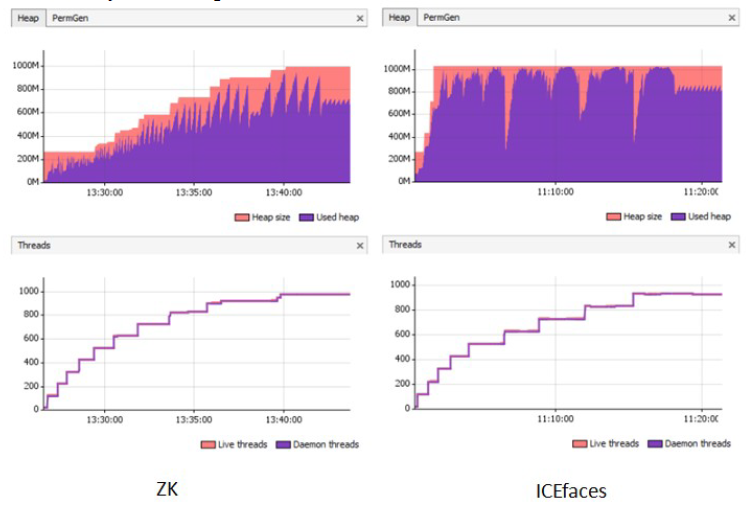 Heap PermGen ×
1000M
800M
600M
400M
200M
0M
13:30:00 13:35:00 13:40:00
Heap size Used heap
Heap PermGen ×
1000M
800M
600M
400M
200M
0M
11:10:00 11:20:0(
Heap size Used heap
Threads ×
1000
800
600
400
200
0
13:30:00 13:35:00 13:40:00
Live threads Daemon threads
Threads ×
1000
800
600
400
200
0
11:10:00 11:20:0(
Live threads Daemon threads
ZK
ICEfaces